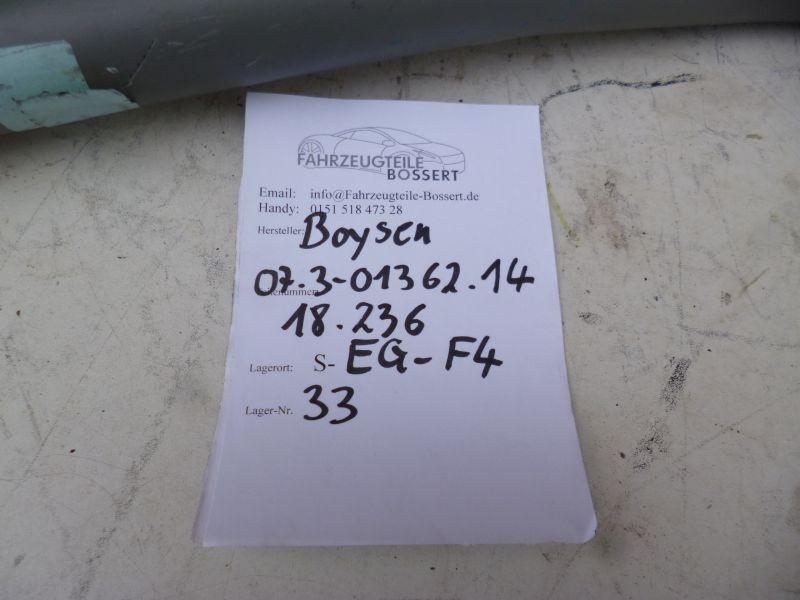 FAHRZEUGTEILE
BOSSERT
Email: info@Fahrzeugteile-Bossert.de
Handy: 0151 518 473 28
Hersteller: Boysen
07.3-01362.14
18.236
Lagerort: S- EG-F4
Lager-Nr. 33